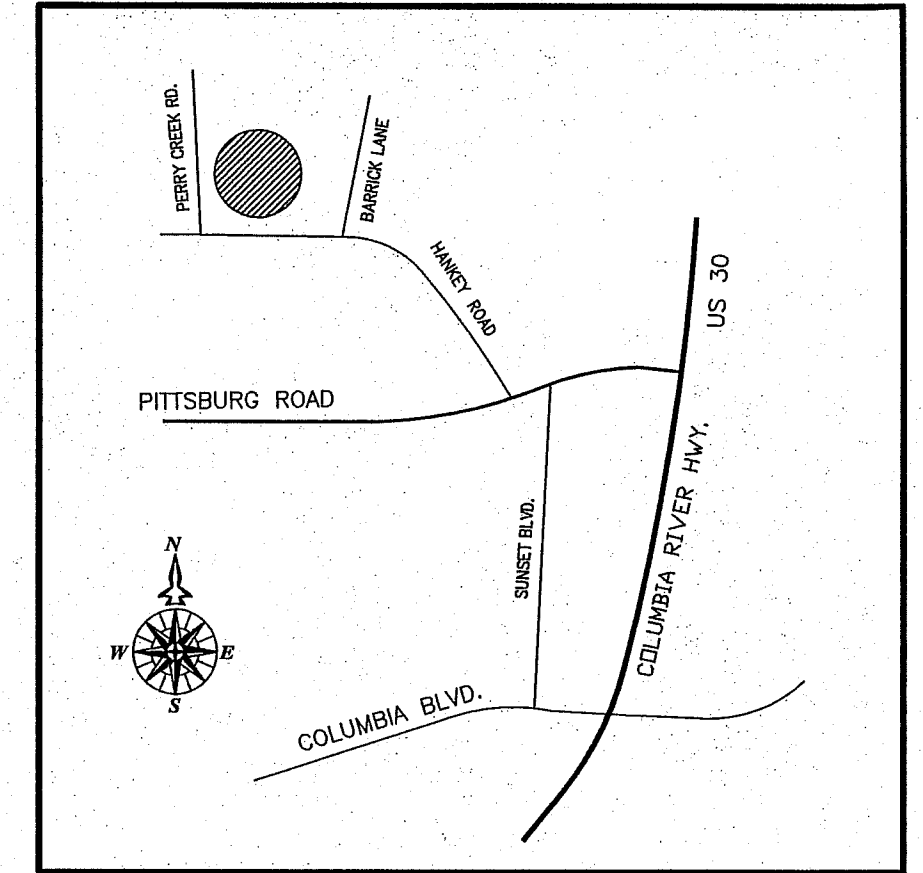 PERRY CREEK RD.
BARRICK LANE
HANKEY ROAD
US 30
PITTSBURG ROAD
COLUMBIA RIVER HWY.
SUNSET BLVD.
N
W
E
S
COLUMBIA BLVD.